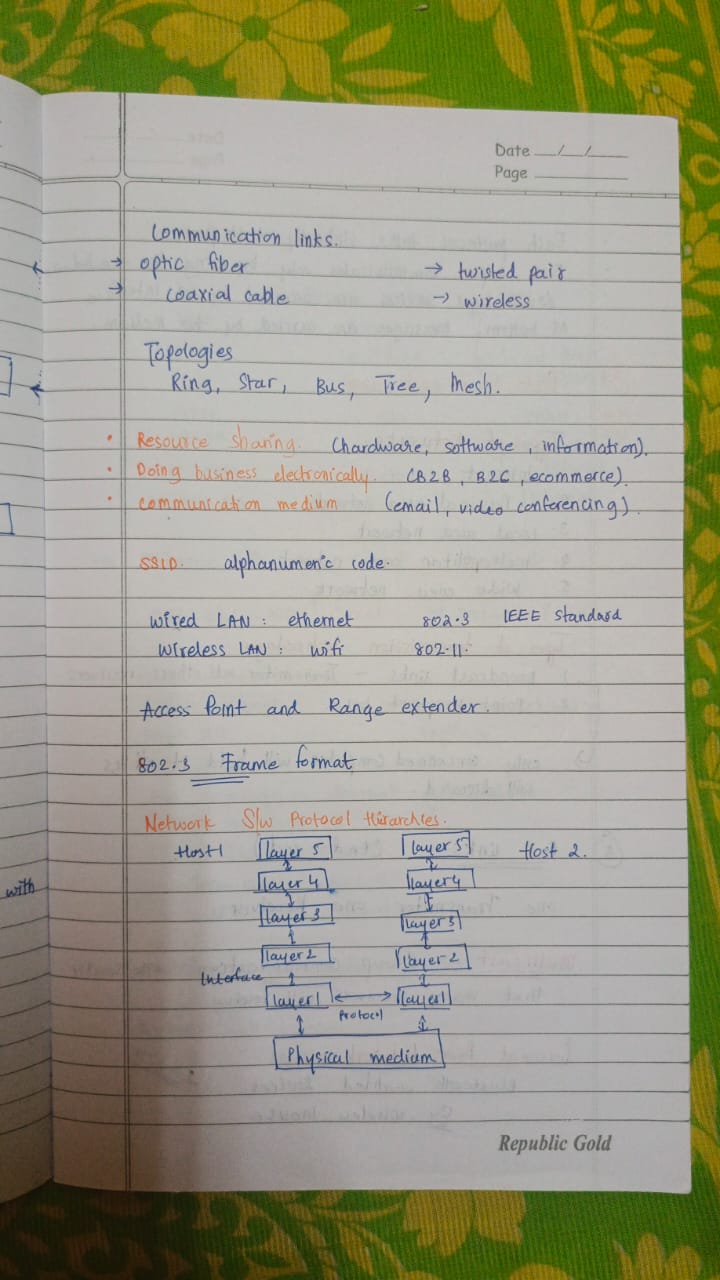 Date __/__/__
Page
Communication links.
→ optic fiber → twisted pair
→ coaxial cable → wireless
Topologies
Ring, Star, Bus, Tree, Mesh.
• Resource sharing. (hardware, software, information).
• Doing business electronically. (B2B, B2C, ecommerce).
• communication medium (email, video conferencing).
SSID. alphanumeric code.
Wired LAN : ethernet 802.3 IEEE Standard
Wireless LAN : wifi 802.11.
Access Point and Range extender.
802.3 Frame format
Network S/w Protocol Hirarchies.
Host1 layer 5 layer 5 Host 2.
layer 4 layer 4
layer 3 layer 3
with
layer 2 layer 2
Interface
layer 1 layer 1
Protocol
Physical medium
Republic Gold